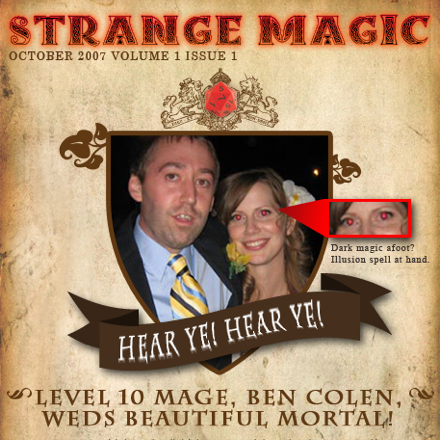 STRANGE MAGIC
OCTOBER 2007 VOLUME 1 ISSUE 1
Dark magic afoot?
Illusion spell at hand.
HEAR YE! HEAR YE!
LEVEL 10 MAGE, BEN COLEN,
WEDS BEAUTIFUL MORTAL!